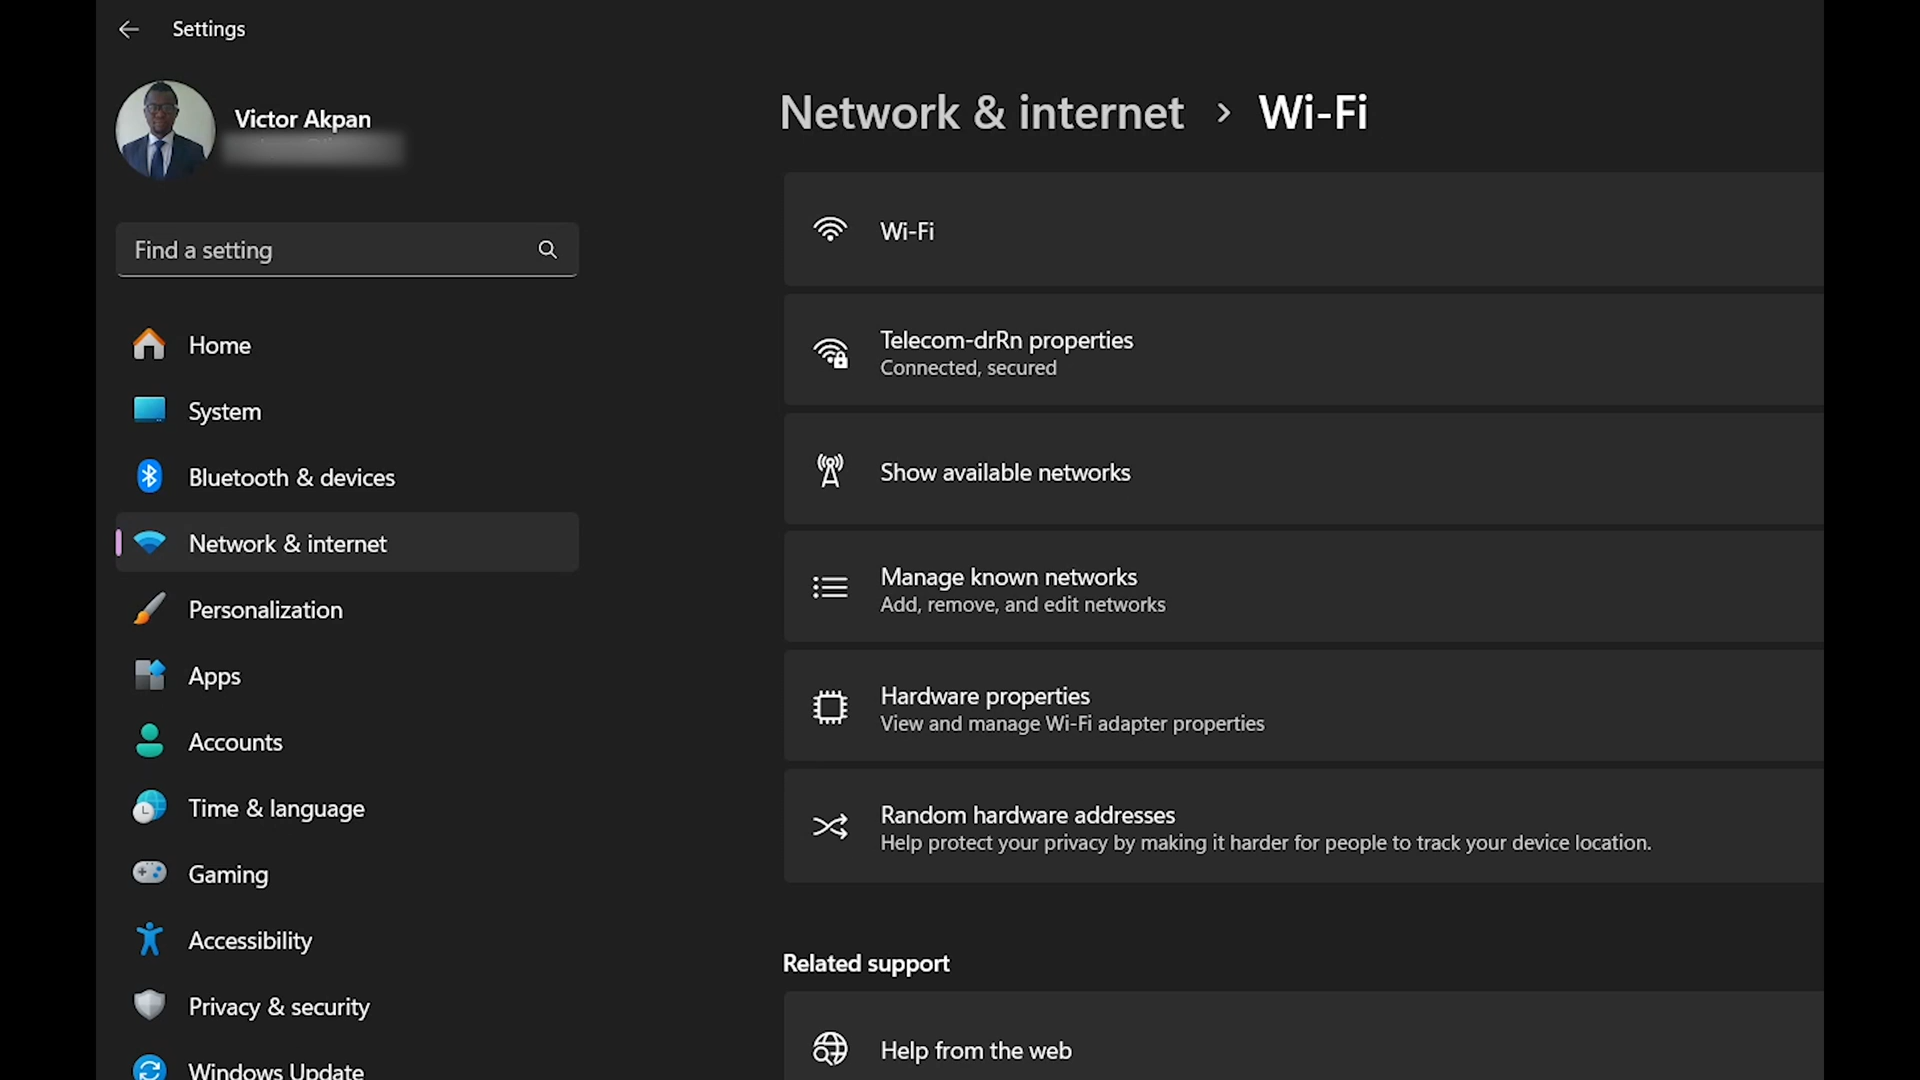 Settings
Victor Akpan
Find a setting
Home
System
Bluetooth & devices
Network & internet
Personalization
Apps
Accounts
Time & language
Gaming
Accessibility
Privacy & security
Windows Update
Network & internet > Wi-Fi
Wi-Fi
Telecom-drRn properties
Connected, secured
Show available networks
Manage known networks
Add, remove, and edit networks
Hardware properties
View and manage Wi-Fi adapter properties
Random hardware addresses
Help protect your privacy by making it harder for people to track your device location.
Related support
Help from the web